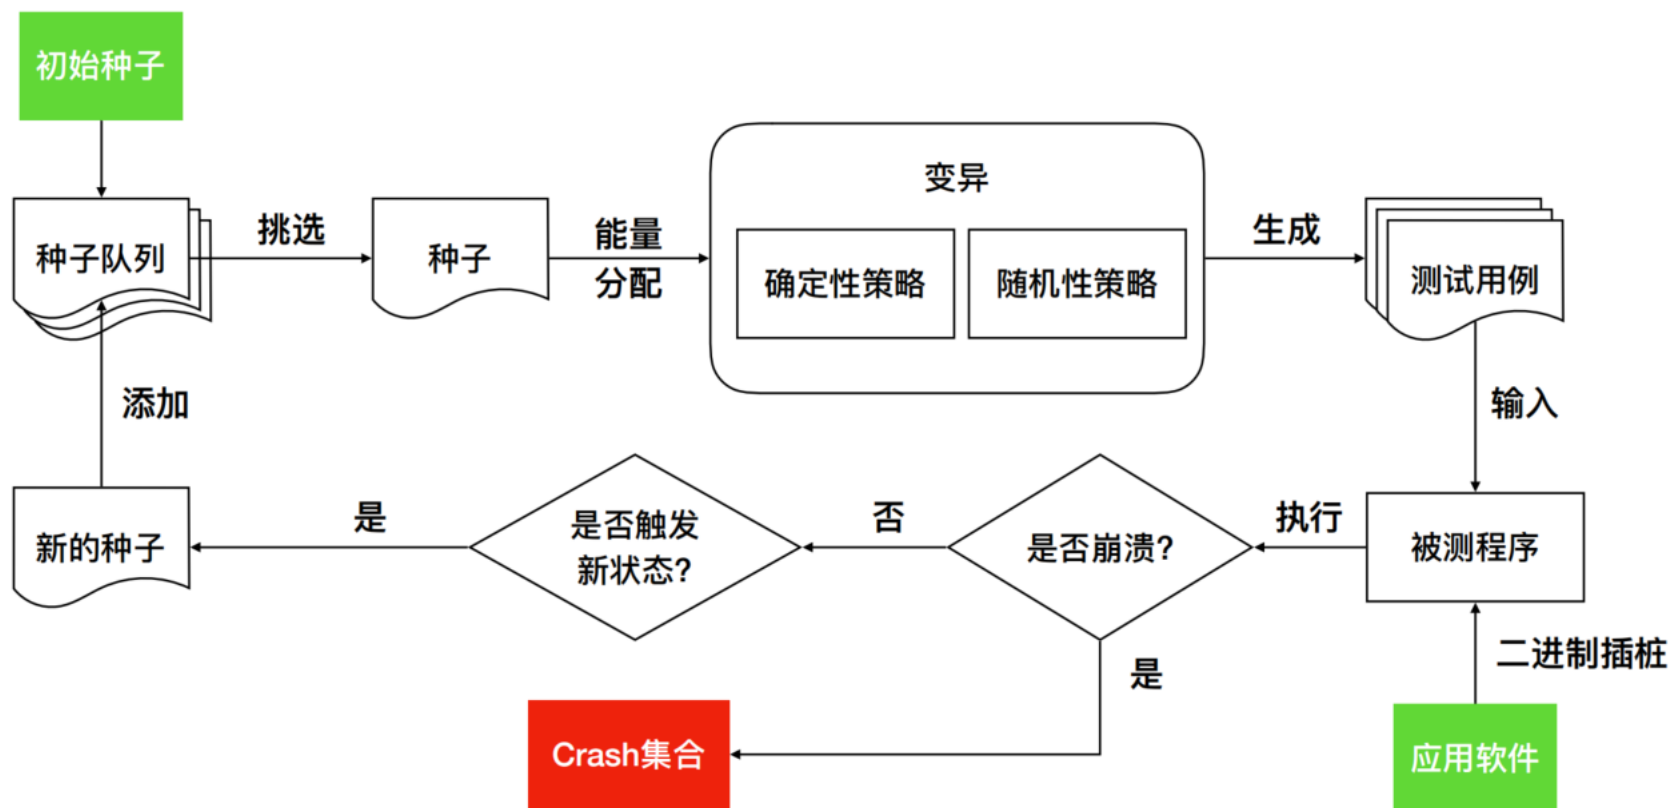 初始种子
种子队列
挑选
种子
能量
分配
变异
确定性策略
随机性策略
生成
测试用例
输入
添加
新的种子
是
是否触发
新状态?
否
是否崩溃?
执行
被测程序
二进制插桩
是
Crash集合
应用软件